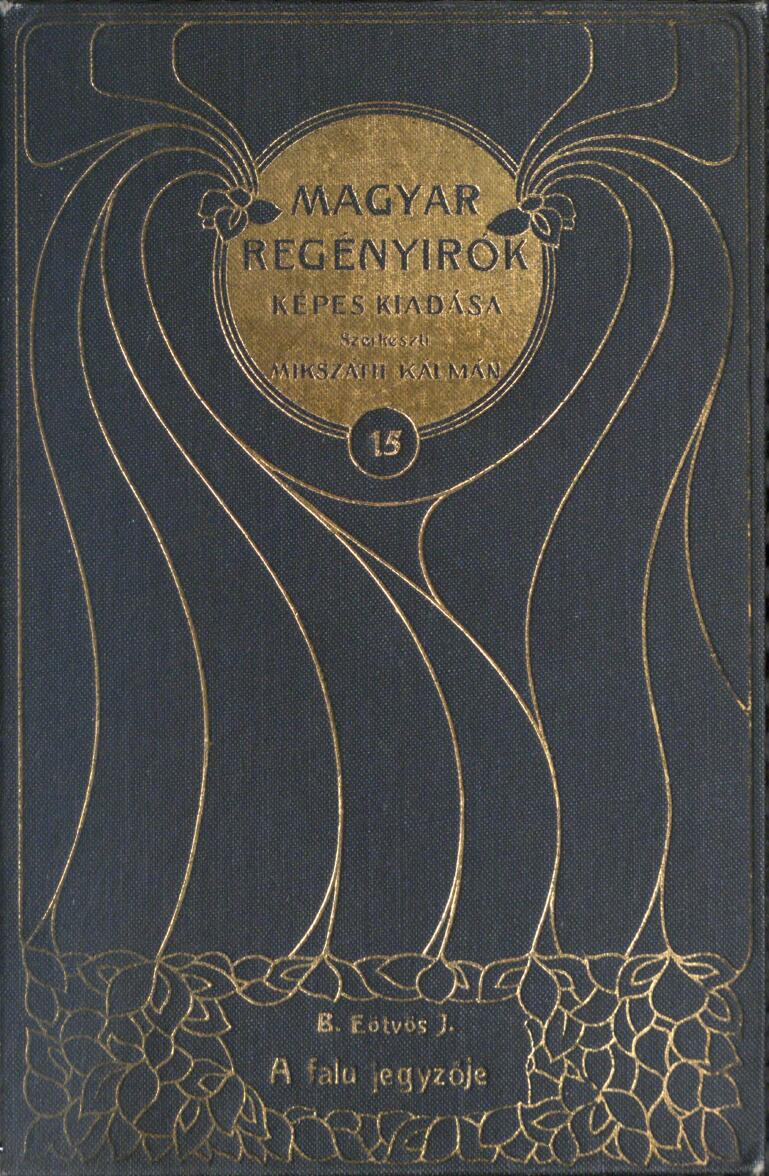 MAGYAR
REGÉNYIRÓK
KÉPES KIADÁSA
Szerkeszti
MIKSZÁTH KÁLMÁN
15
B. Eötvös J.
A falu jegyzője